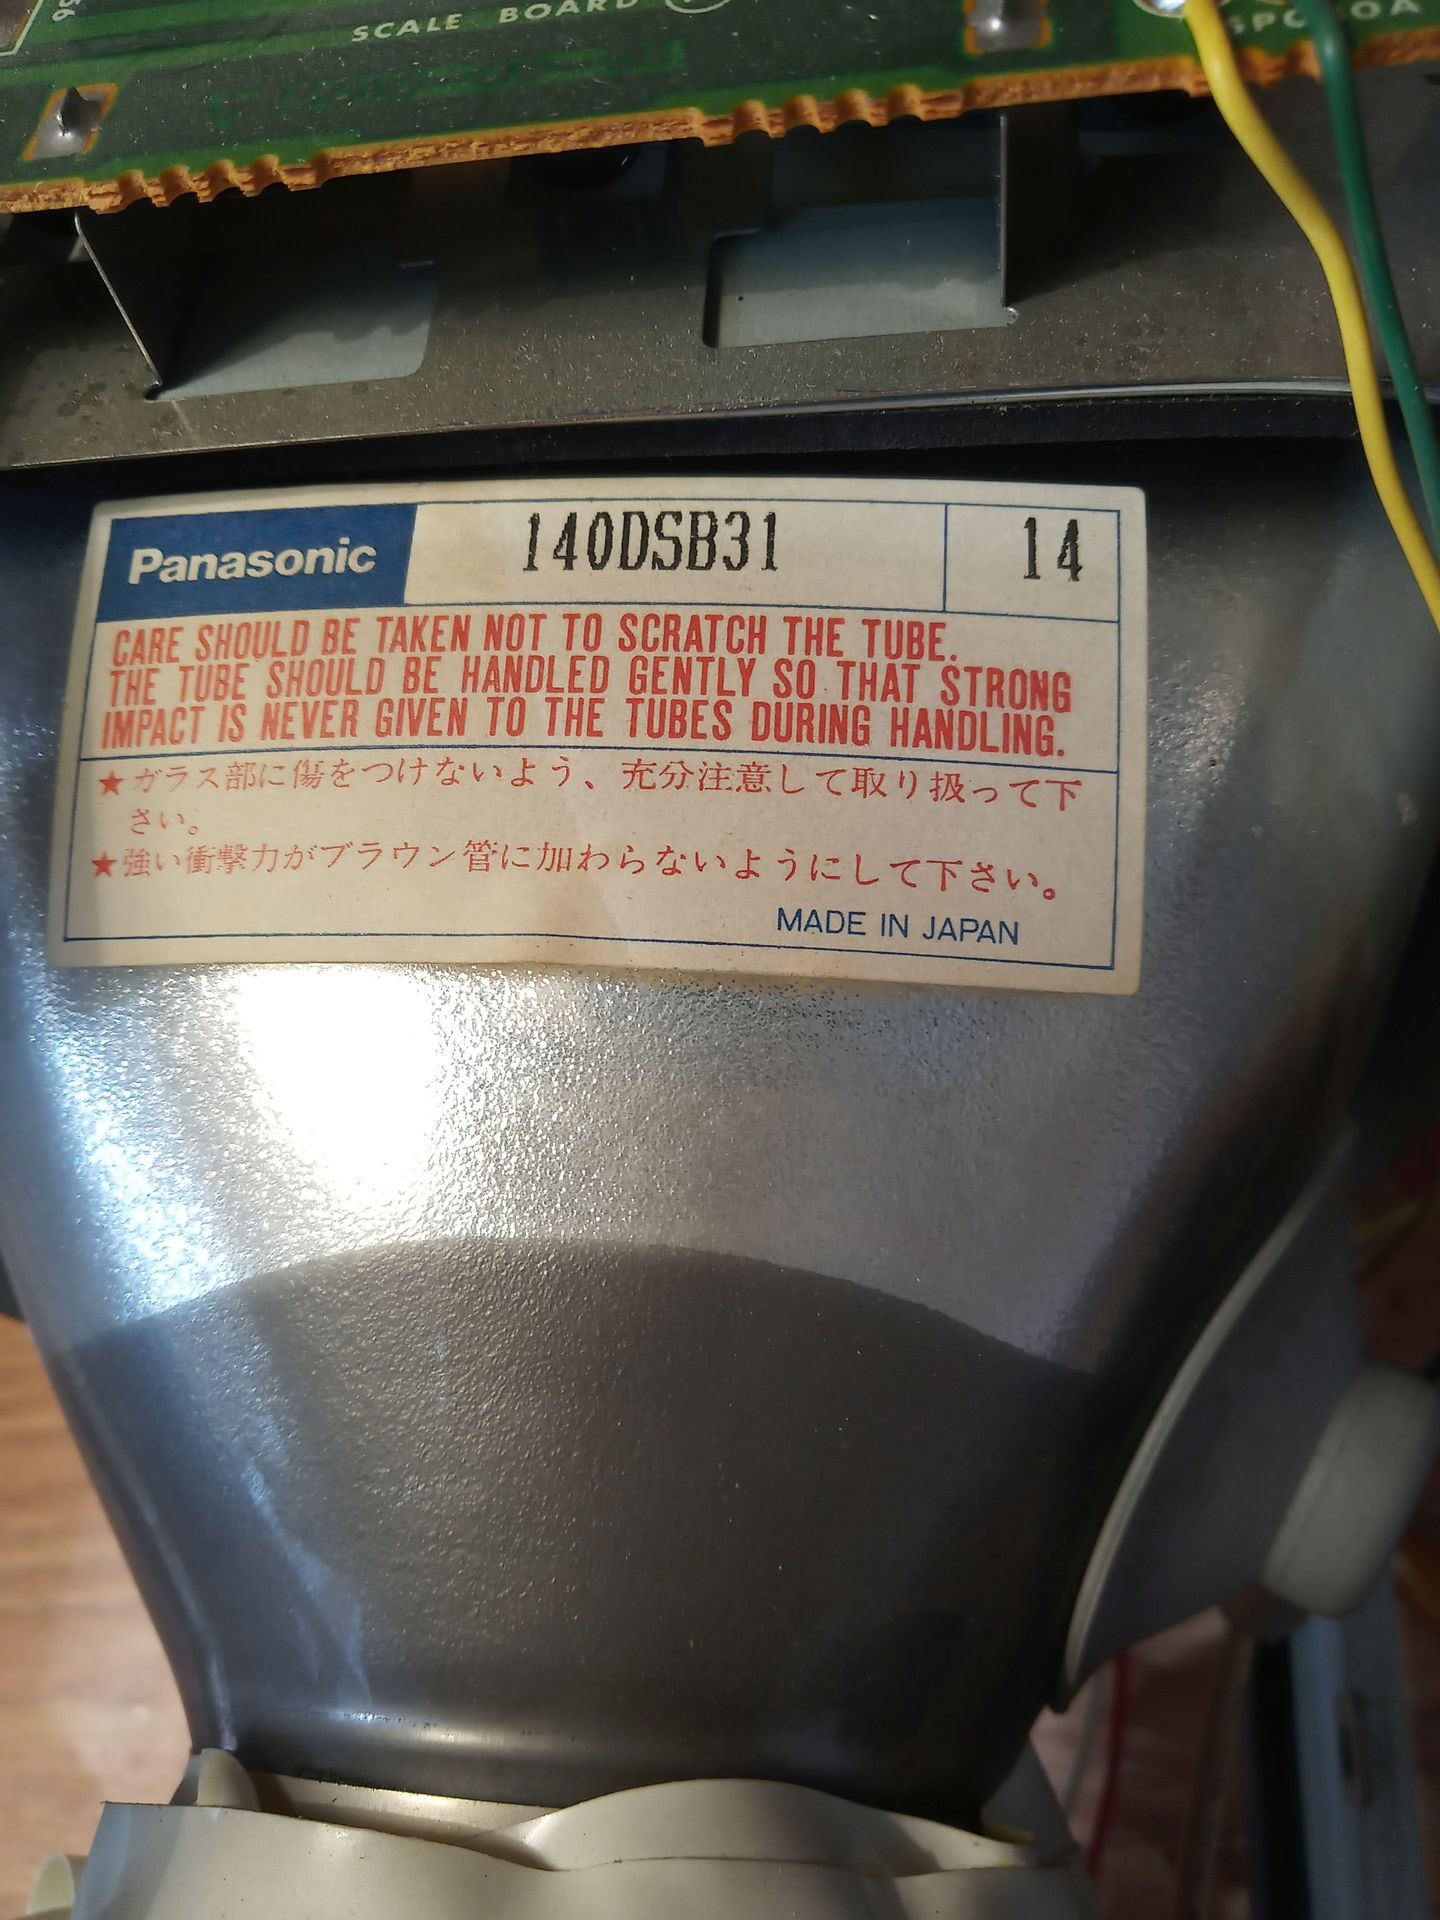 SCALE BOARD
Panasonic 140DSB31 14
CARE SHOULD BE TAKEN NOT TO SCRATCH THE TUBE.
THE TUBE SHOULD BE HANDLED GENTLY SO THAT STRONG
IMPACT IS NEVER GIVEN TO THE TUBES DURING HANDLING.
★ガラス部に傷をつけないよう、充分注意して取り扱って下
さい。
★強い衝撃力がブラウン管に加わらないようにして下さい。
MADE IN JAPAN